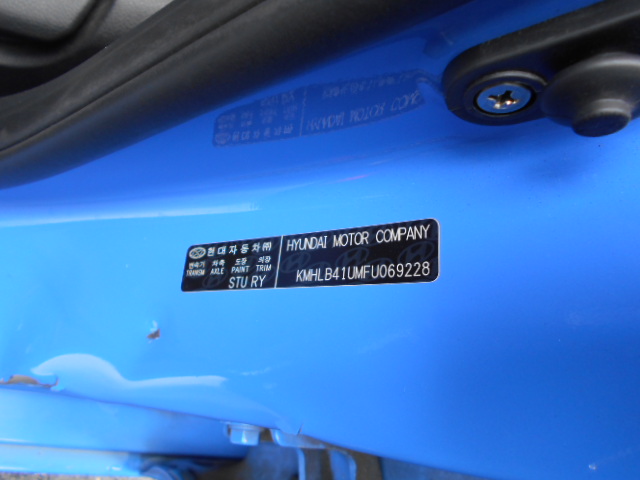 현대자동차㈜
변속기 차축 도장 의장
TRANSM AXLE PAINT TRIM
STU RY
HYUNDAI MOTOR COMPANY
KMHLB41UMFU069228